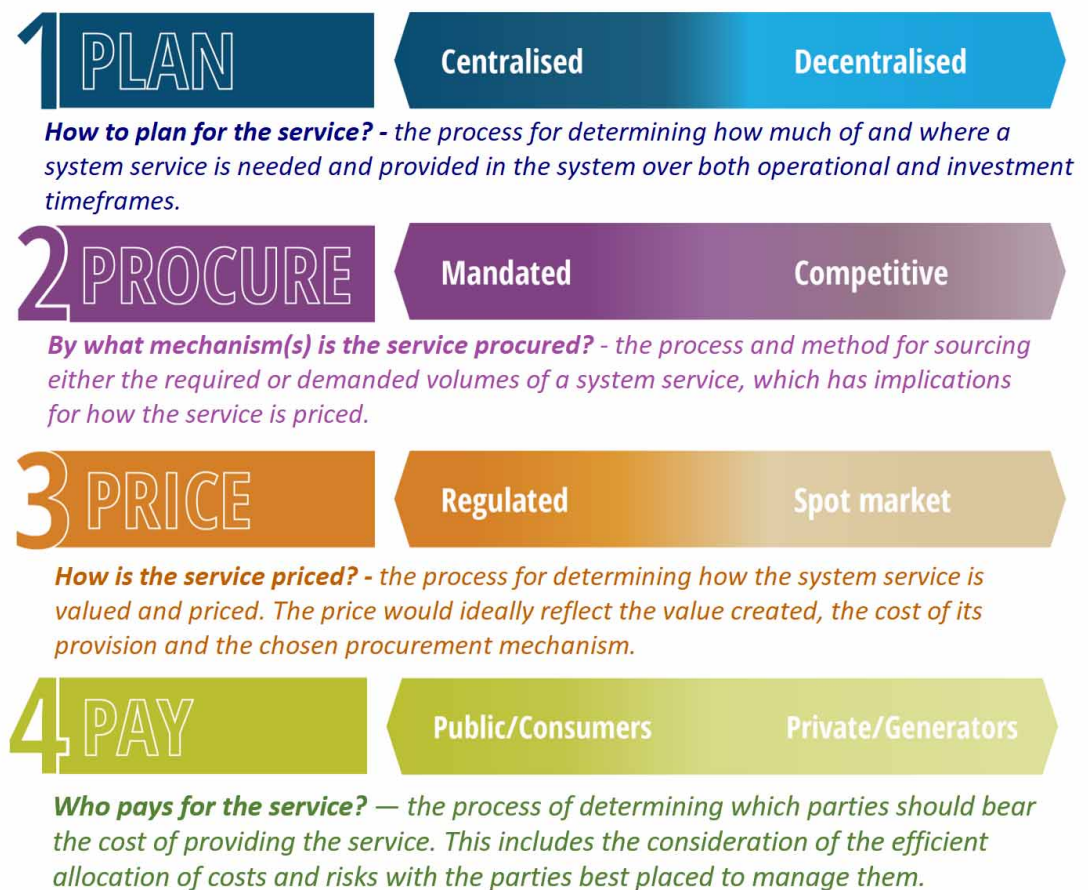 1 PLAN Centralised Decentralised
How to plan for the service? - the process for determining how much of and where a
system service is needed and provided in the system over both operational and investment
timeframes.
2 PROCURE Mandated Competitive
By what mechanism(s) is the service procured? - the process and method for sourcing
either the required or demanded volumes of a system service, which has implications
for how the service is priced.
3 PRICE Regulated Spot market
How is the service priced? - the process for determining how the system service is
valued and priced. The price would ideally reflect the value created, the cost of its
provision and the chosen procurement mechanism.
4 PAY Public/Consumers Private/Generators
Who pays for the service? — the process of determining which parties should bear
the cost of providing the service. This includes the consideration of the efficient
allocation of costs and risks with the parties best placed to manage them.